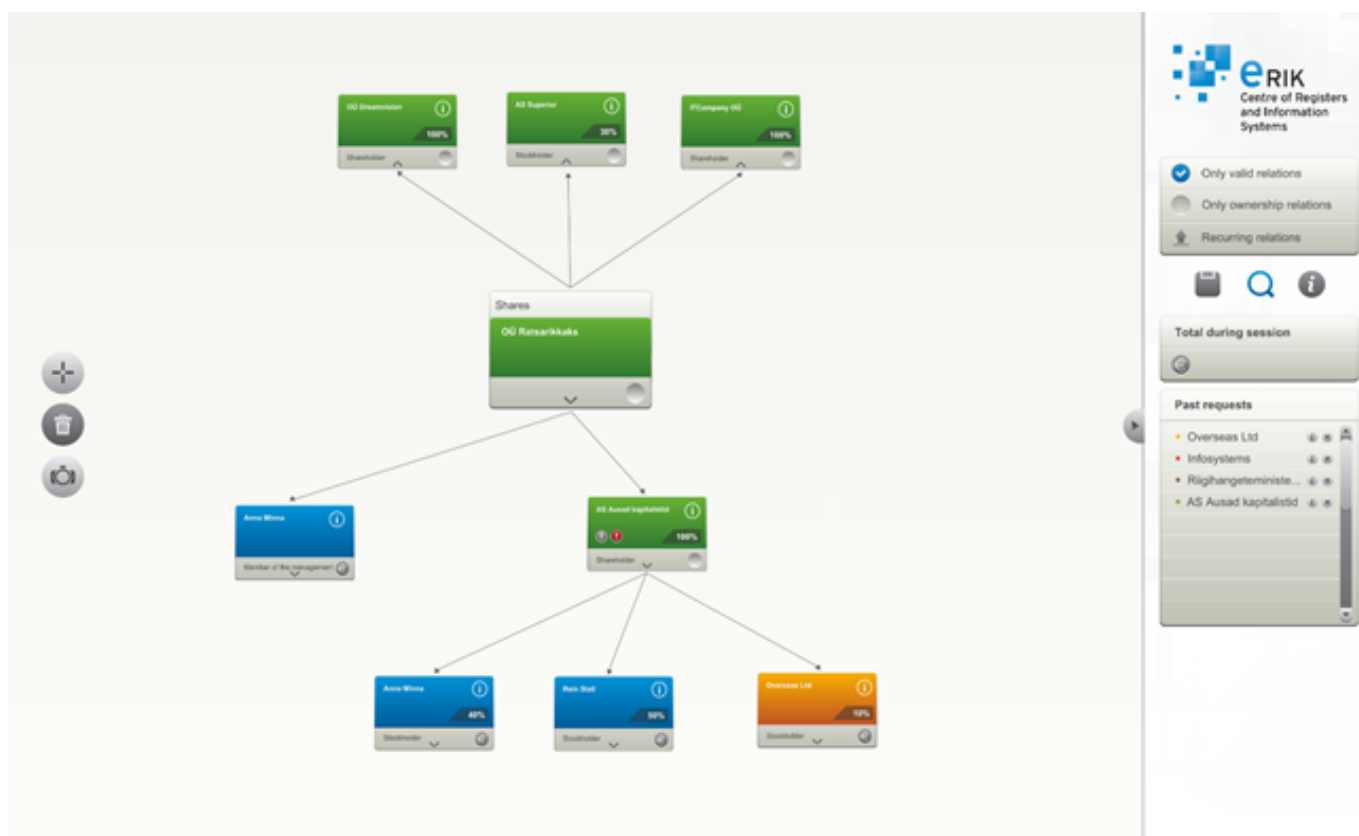 OÜ Dreamvision
100%
Shareholder
AS Superior
30%
Stockholder
ITCompany OÜ
100%
Shareholder
Shares
OÜ Ratsarikkaks
Anna Minna
Member of the management
AS Ausad kapitalistid
100%
Shareholder
Anna Minna
40%
Stockholder
Rein Stall
50%
Stockholder
Overseas Ltd
10%
Stockholder
eRIK
Centre of Registers
and Information
Systems
Only valid relations
Only ownership relations
Recurring relations
Total during session
Past requests
Overseas Ltd
Infosystems
Riigihangeteministe...
AS Ausad kapitalistid